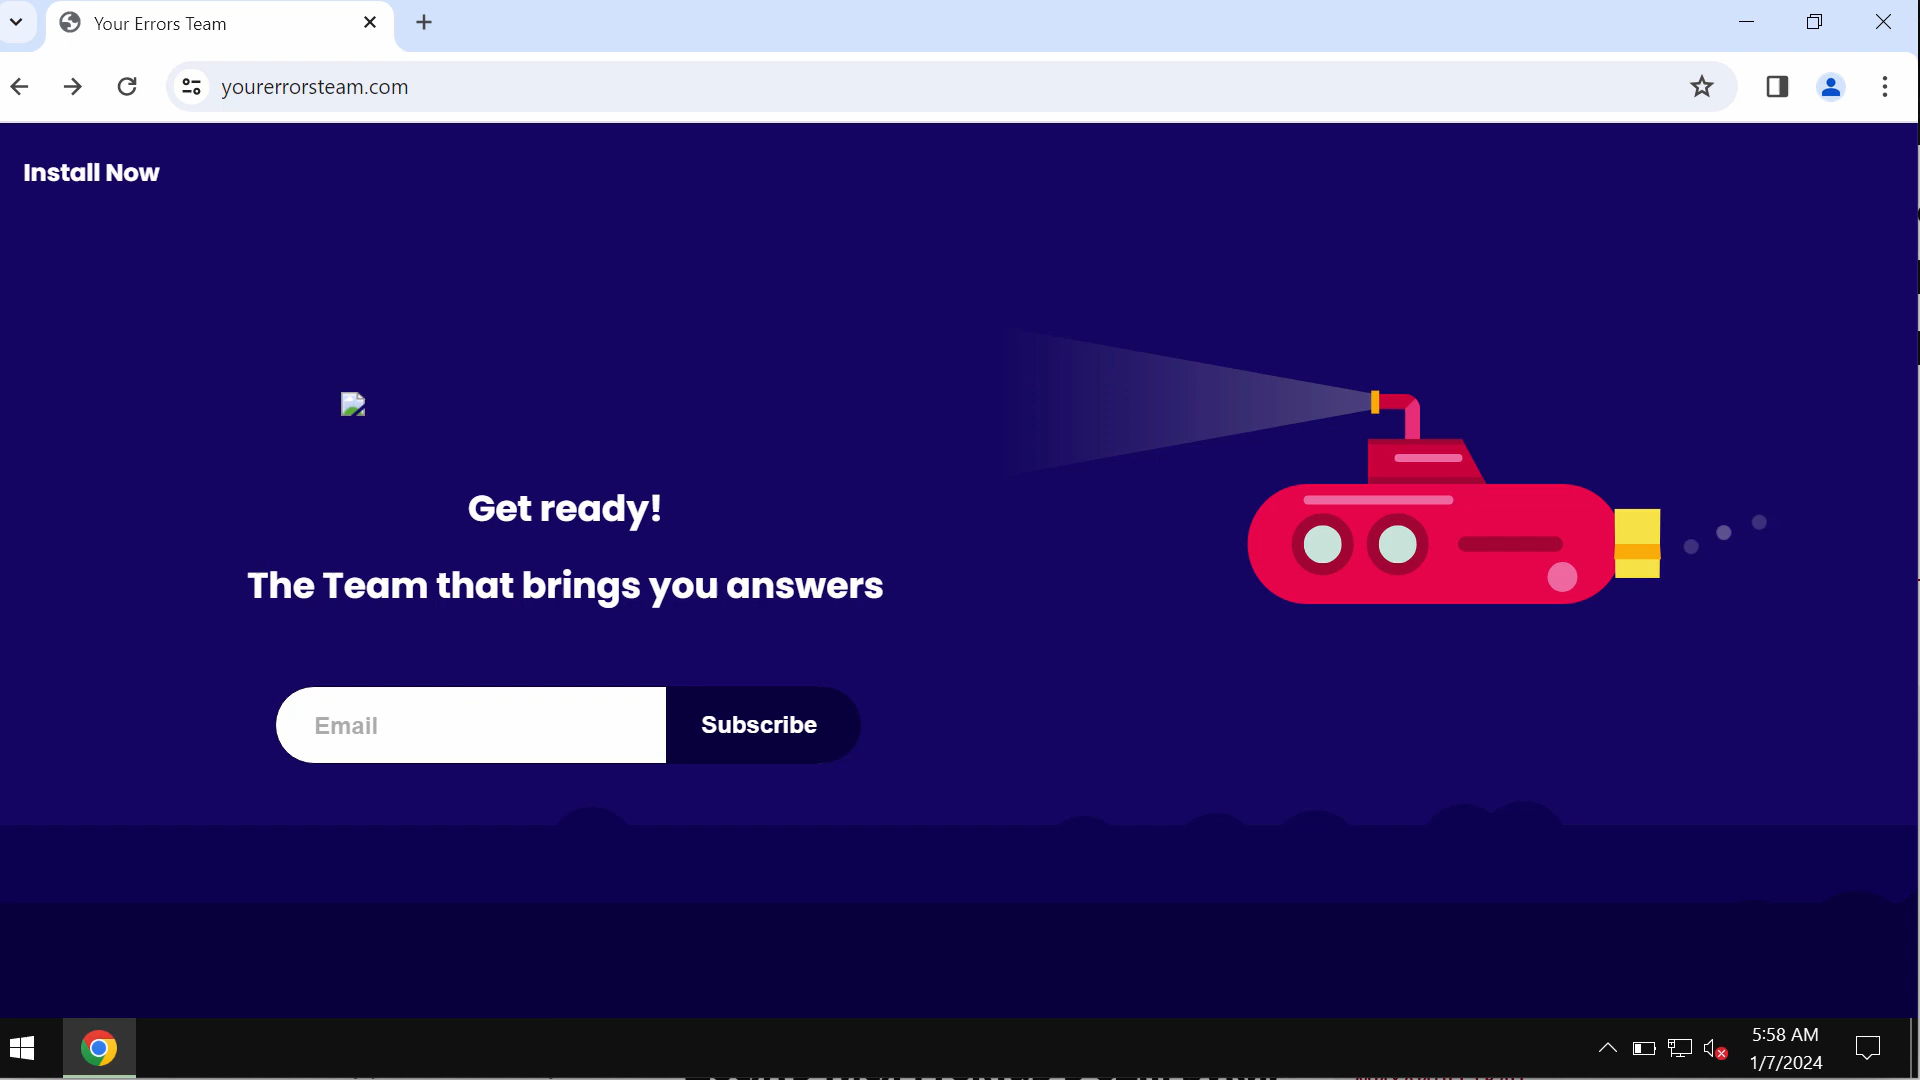 Your Errors Team
yourerrorsteam.com
Install Now
Get ready!
The Team that brings you answers
Email
Subscribe
5:58 AM
1/7/2024